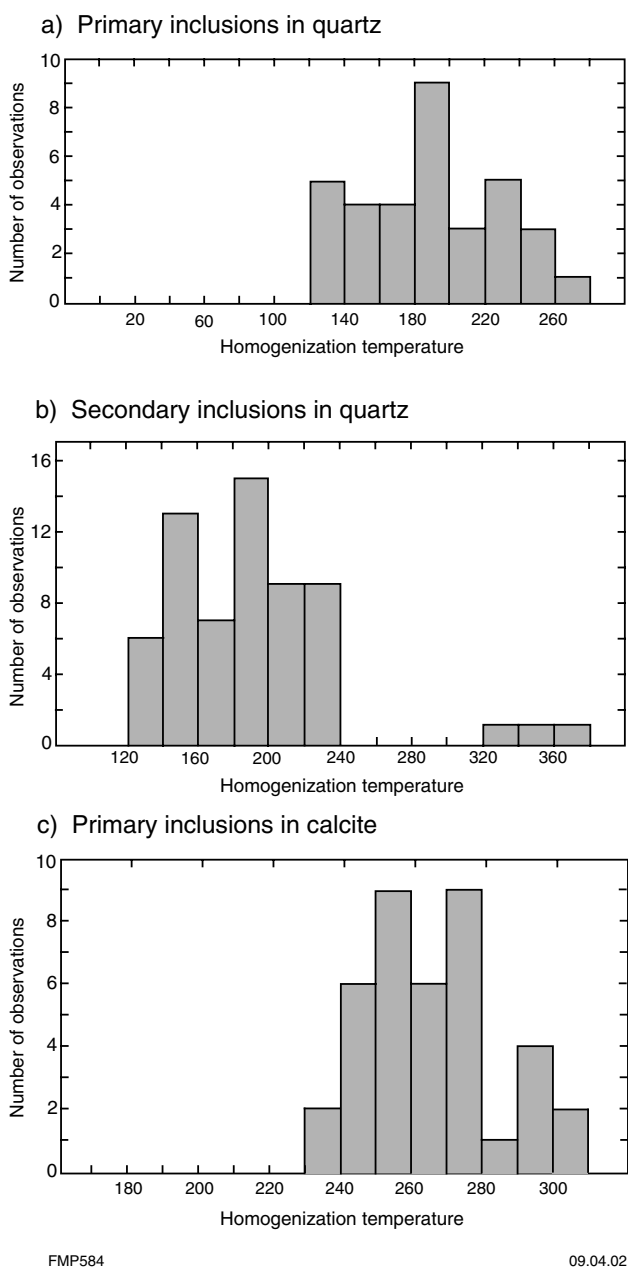 a) Primary inclusions in quartz
10
8
6
4
2
0
Number of observations
20 60 100 140 180 220 260
Homogenization temperature
b) Secondary inclusions in quartz
16
12
8
4
0
Number of observations
120 160 200 240 280 320 360
Homogenization temperature
c) Primary inclusions in calcite
10
8
6
4
2
0
Number of observations
180 200 220 240 260 280 300
Homogenization temperature
FMP584 09.04.02